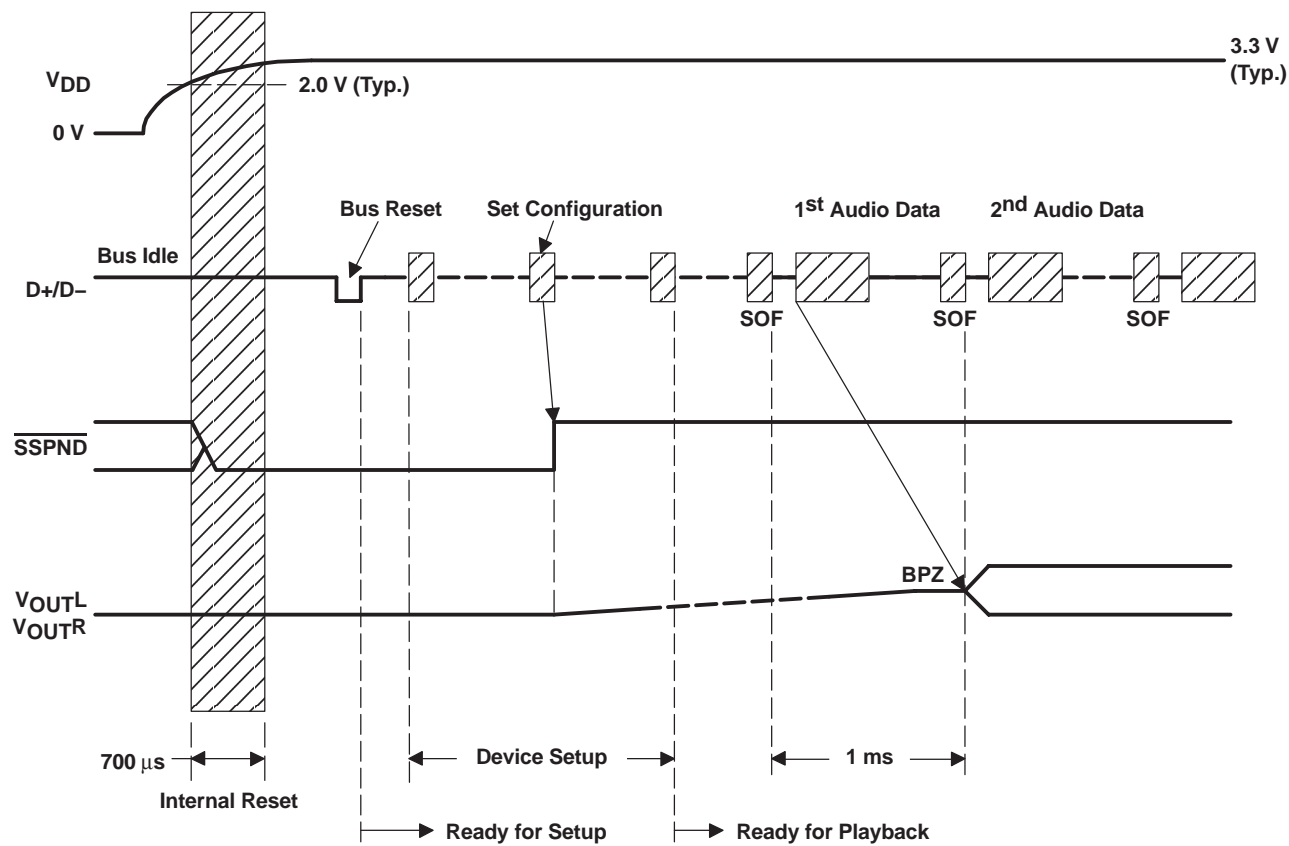 3.3 V
(Typ.)
VDD
2.0 V (Typ.)
0 V
Bus Reset
Set Configuration
1st Audio Data
2nd Audio Data
Bus Idle
D+/D–
SOF
SOF
SOF
SSPND
BPZ
VOUTL
VOUTR
700 µs
Device Setup
1 ms
Internal Reset
Ready for Setup
Ready for Playback